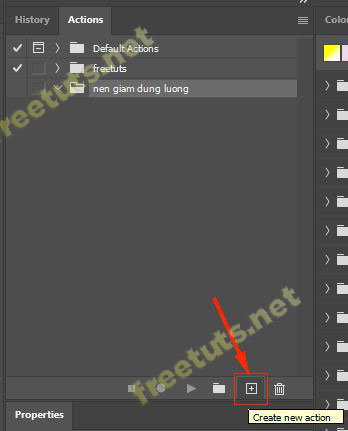 History
Actions
Colo
Default Actions
freetuts
nen giam dung luong
freetuts.net
freetuts.net
Create new action
Properties